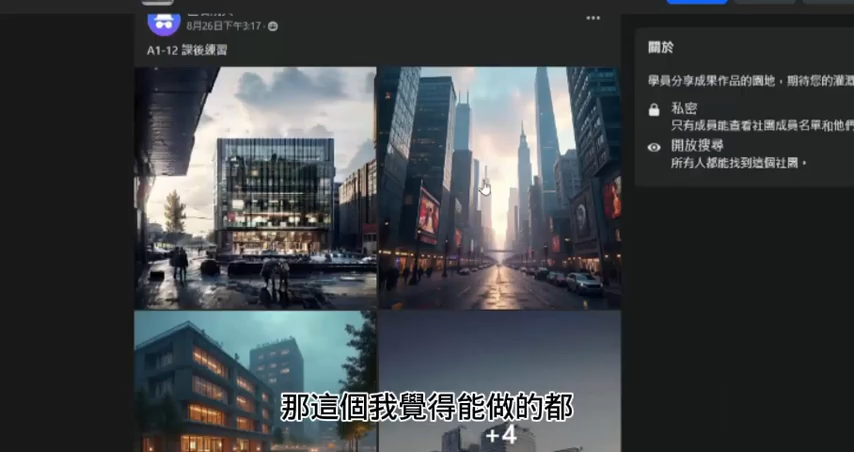 8月26日下午3:17
A1-12 課後練習
關於
學員分享成果作品的園地，期待您的灌溉
私密
只有成員能查看社團成員名單和他們
開放搜尋
所有人都能找到這個社團。
那這個我覺得能做的都
+4